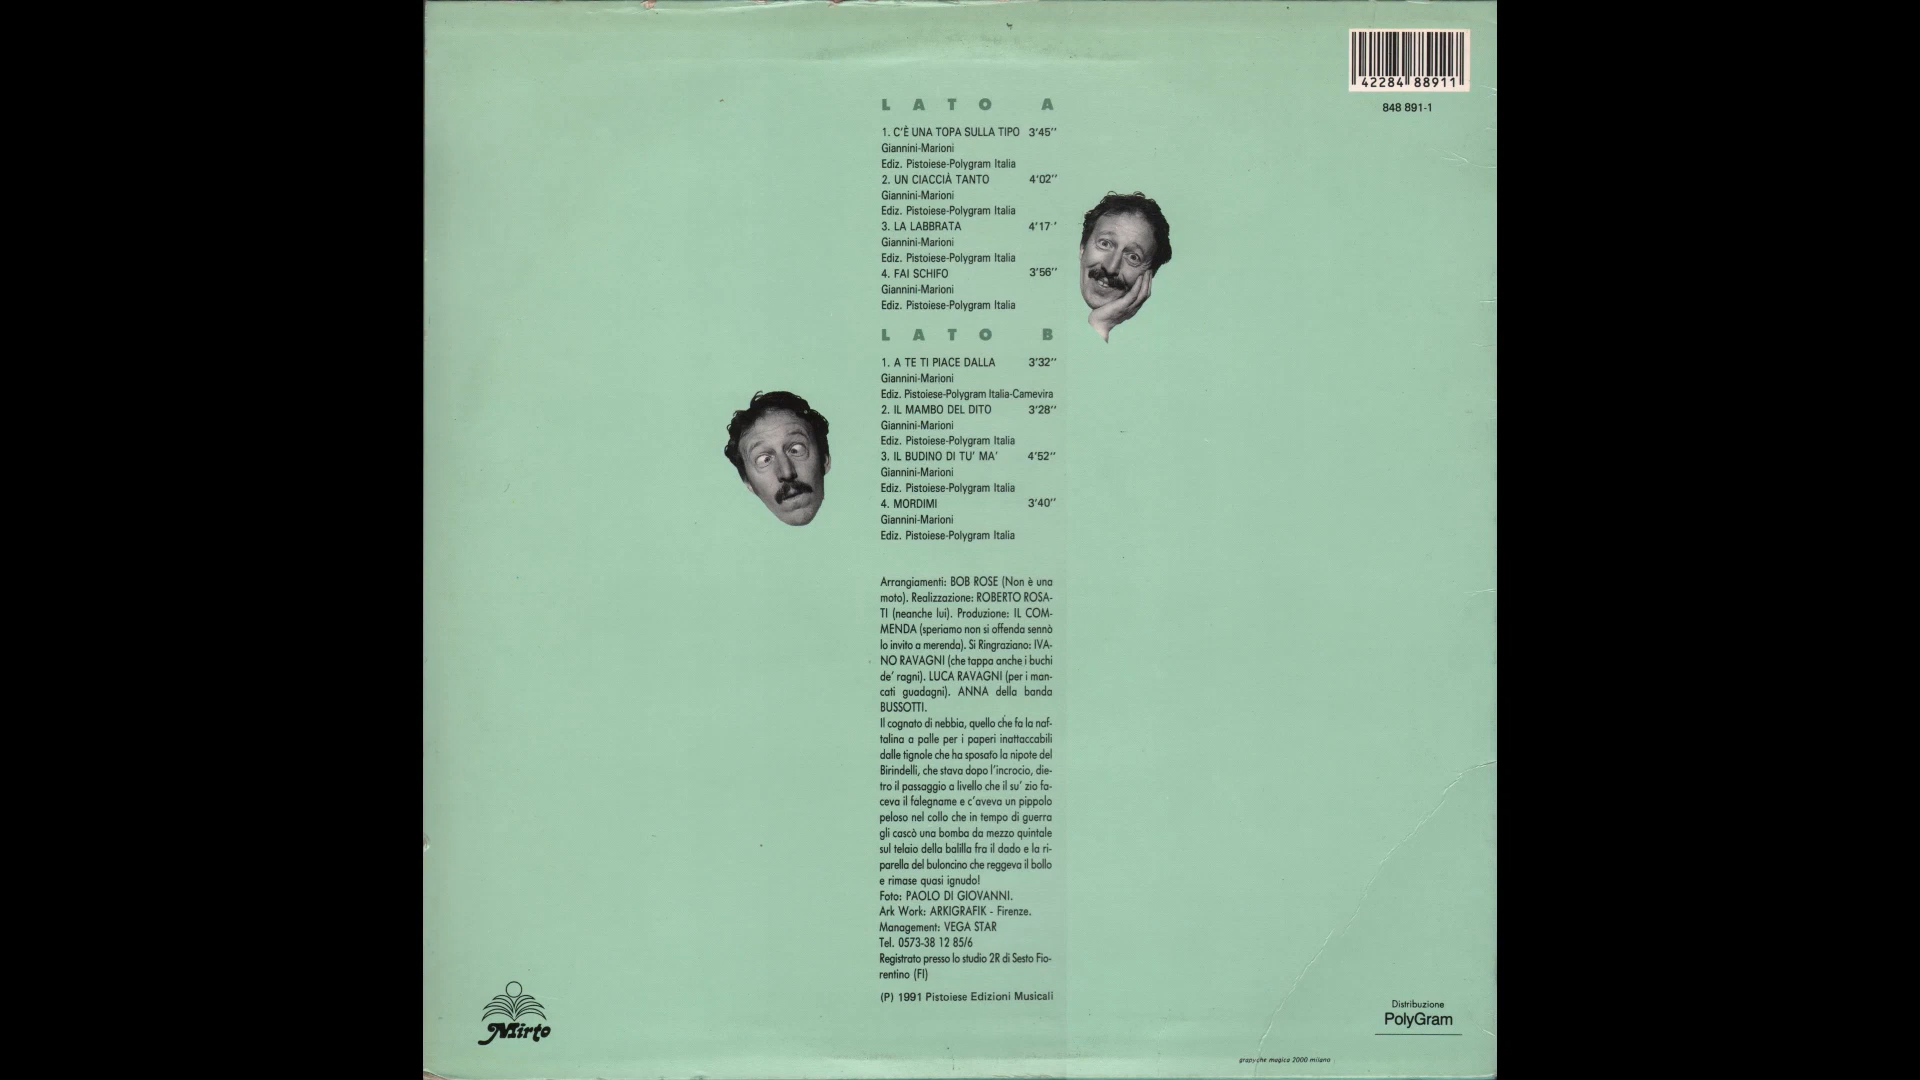 42284 88911
848 891-1
LATO A
1. C'È UNA TOPA SULLA TIPO 3'45''
Giannini-Marioni
Ediz. Pistoiese-Polygram Italia
2. UN CIACCIÀ TANTO 4'02''
Giannini-Marioni
Ediz. Pistoiese-Polygram Italia
3. LA LABBRATA 4'17''
Giannini-Marioni
Ediz. Pistoiese-Polygram Italia
4. FAI SCHIFO 3'56''
Giannini-Marioni
Ediz. Pistoiese-Polygram Italia
LATO B
1. A TE TI PIACE DALLA 3'32''
Giannini-Marioni
Ediz. Pistoiese-Polygram Italia-Camevira
2. IL MAMBO DEL DITO 3'28''
Giannini-Marioni
Ediz. Pistoiese-Polygram Italia
3. IL BUDINO DI TU' MA' 4'52''
Giannini-Marioni
Ediz. Pistoiese-Polygram Italia
4. MORDIMI 3'40''
Giannini-Marioni
Ediz. Pistoiese-Polygram Italia
Arrangiamenti: BOB ROSE (Non è una
moto). Realizzazione: ROBERTO ROSA-
TI (neanche lui). Produzione: IL COM-
MENDA (speriamo non si offenda sennò
lo invito a merenda). Si Ringraziano: IVA-
NO RAVAGNI (che tappa anche i buchi
de' ragni). LUCA RAVAGNI (per i man-
cati guadagni). ANNA della banda
BUSSOTTI.
Il cognato di nebbia, quello che fa la naf-
talina a palle per i paperi inattaccabili
dalle tignole che ha sposato la nipote del
Birindelli, che stava dopo l'incrocio, die-
tro il passaggio a livello che il su' zio fa-
ceva il falegname e c'aveva un pippolo
peloso nel collo che in tempo di guerra
gli cascò una bomba da mezzo quintale
sul telaio della balilla fra il dado e la ri-
parella del buloncino che reggeva il bollo
e rimase quasi ignudo!
Foto: PAOLO DI GIOVANNI.
Ark Work: ARKIGRAFIK - Firenze.
Management: VEGA STAR
Tel. 0573-38 12 85/6
Registrato presso lo studio 2R di Sesto Fio-
rentino (FI)
(P) 1991 Pistoiese Edizioni Musicali
Mirto
Distribuzione
PolyGram
grapyche magica 2000 milano